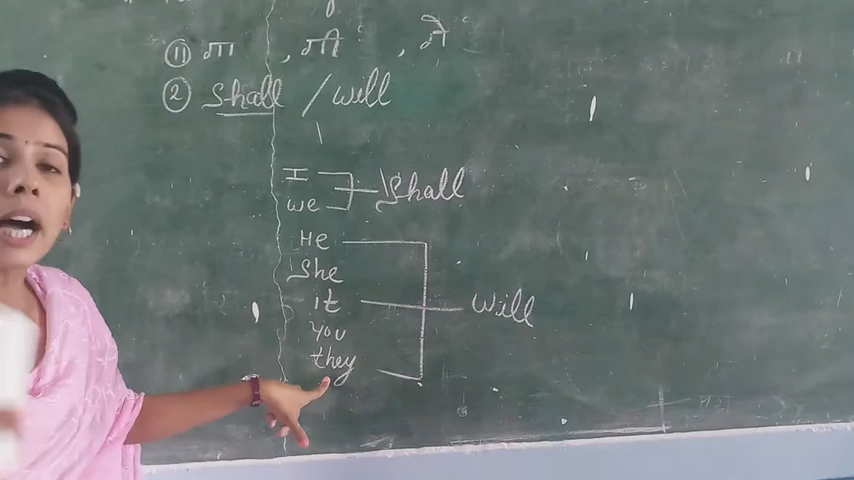 ① गा , गी , गे
② Shall / will
I
we
Shall
He
She
it
you
they
Will